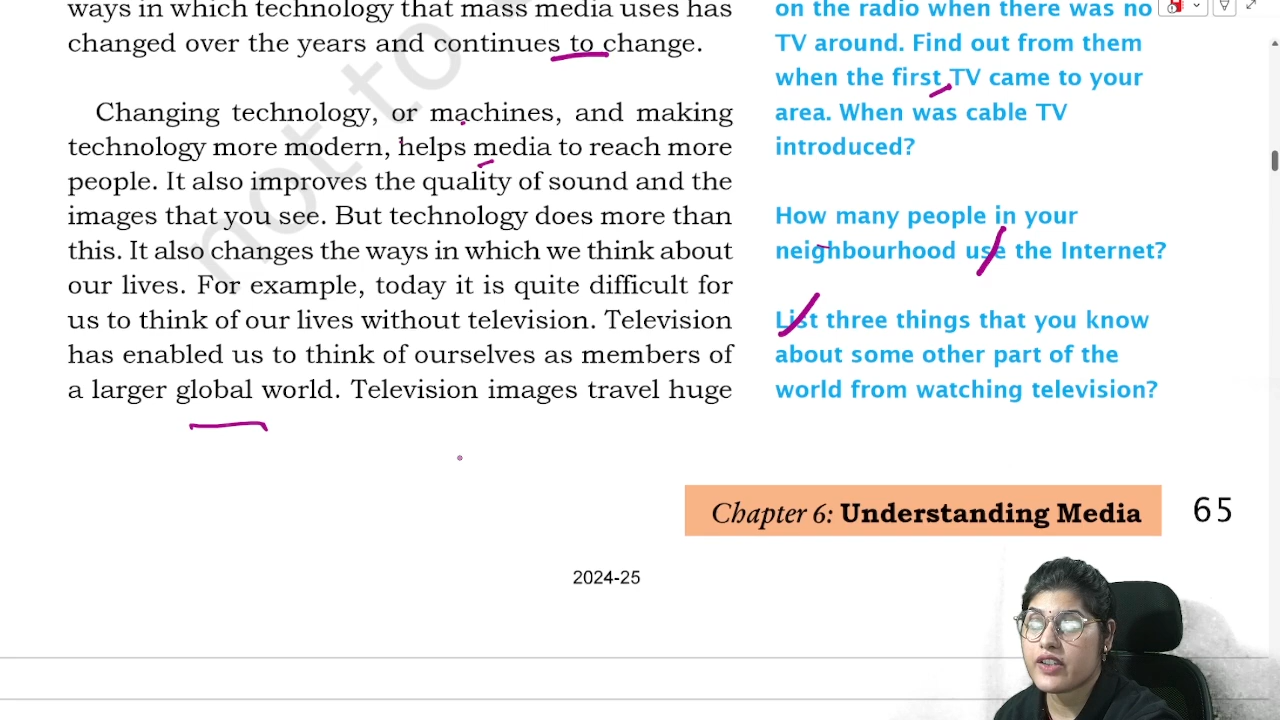 ways in which technology that mass media uses has
changed over the years and continues to change.
Changing technology, or machines, and making
technology more modern, helps media to reach more
people. It also improves the quality of sound and the
images that you see. But technology does more than
this. It also changes the ways in which we think about
our lives. For example, today it is quite difficult for
us to think of our lives without television. Television
has enabled us to think of ourselves as members of
a larger global world. Television images travel huge
on the radio when there was no
TV around. Find out from them
when the first TV came to your
area. When was cable TV
introduced?
How many people in your
neighbourhood use the Internet?
List three things that you know
about some other part of the
world from watching television?
Chapter 6: Understanding Media 65
2024-25
not to